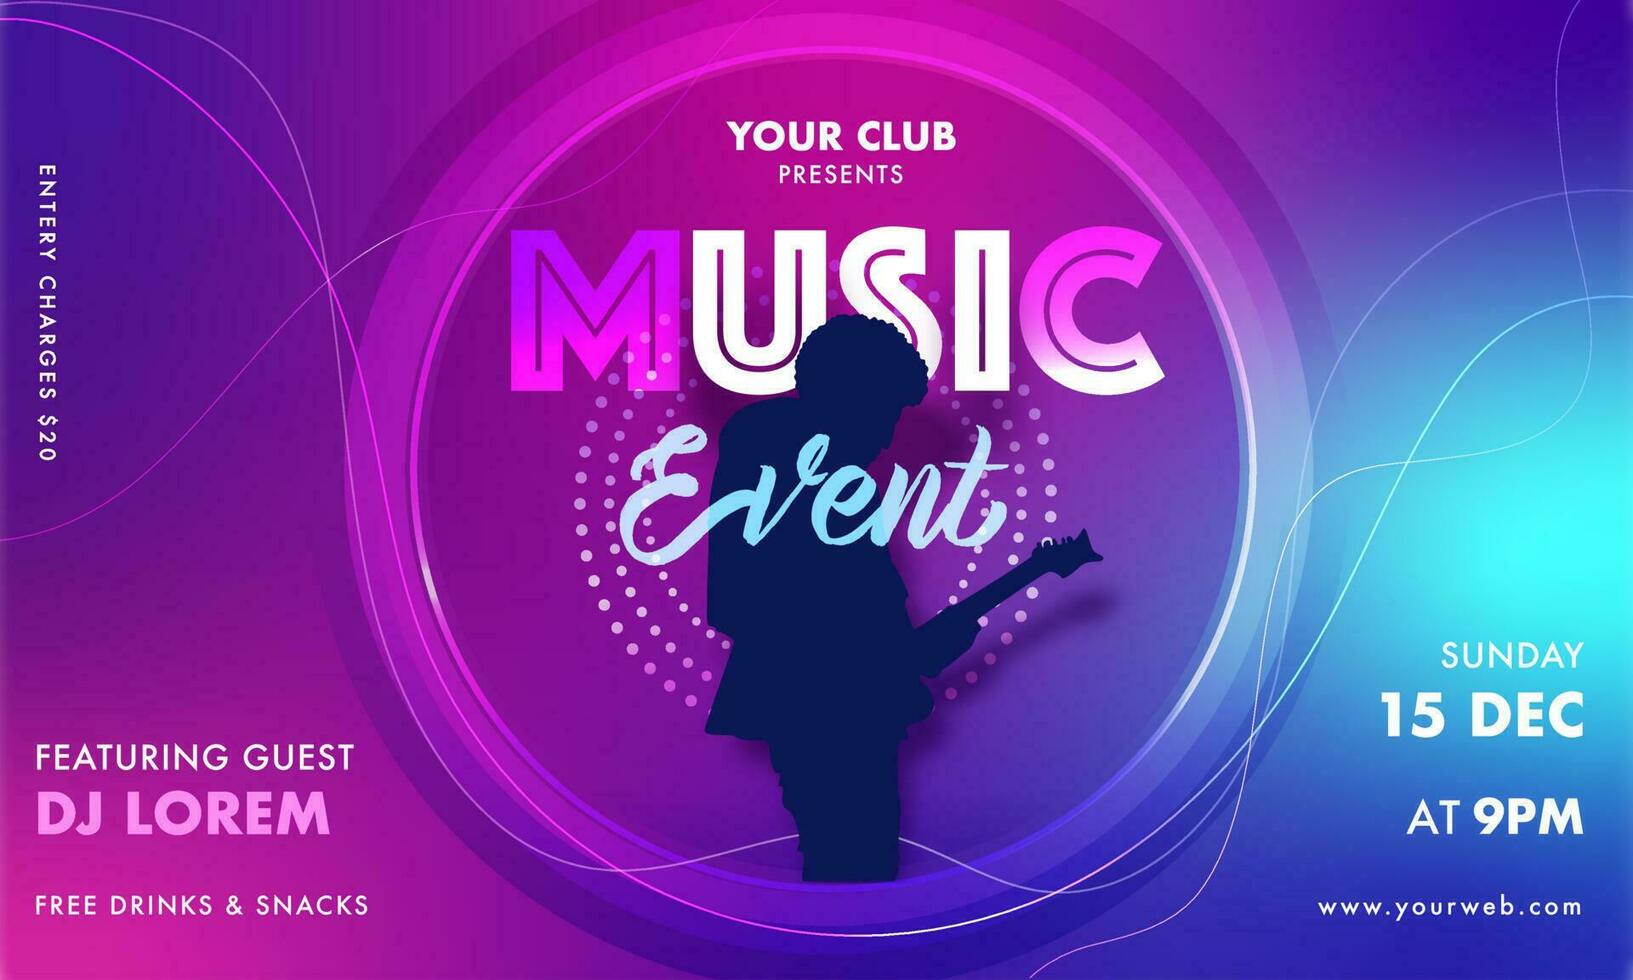 YOUR CLUB
PRESENTS
MUSIC
Event
ENTERY CHARGES $20
FEATURING GUEST
DJ LOREM
FREE DRINKS & SNACKS
SUNDAY
15 DEC
AT 9PM
www.yourweb.com